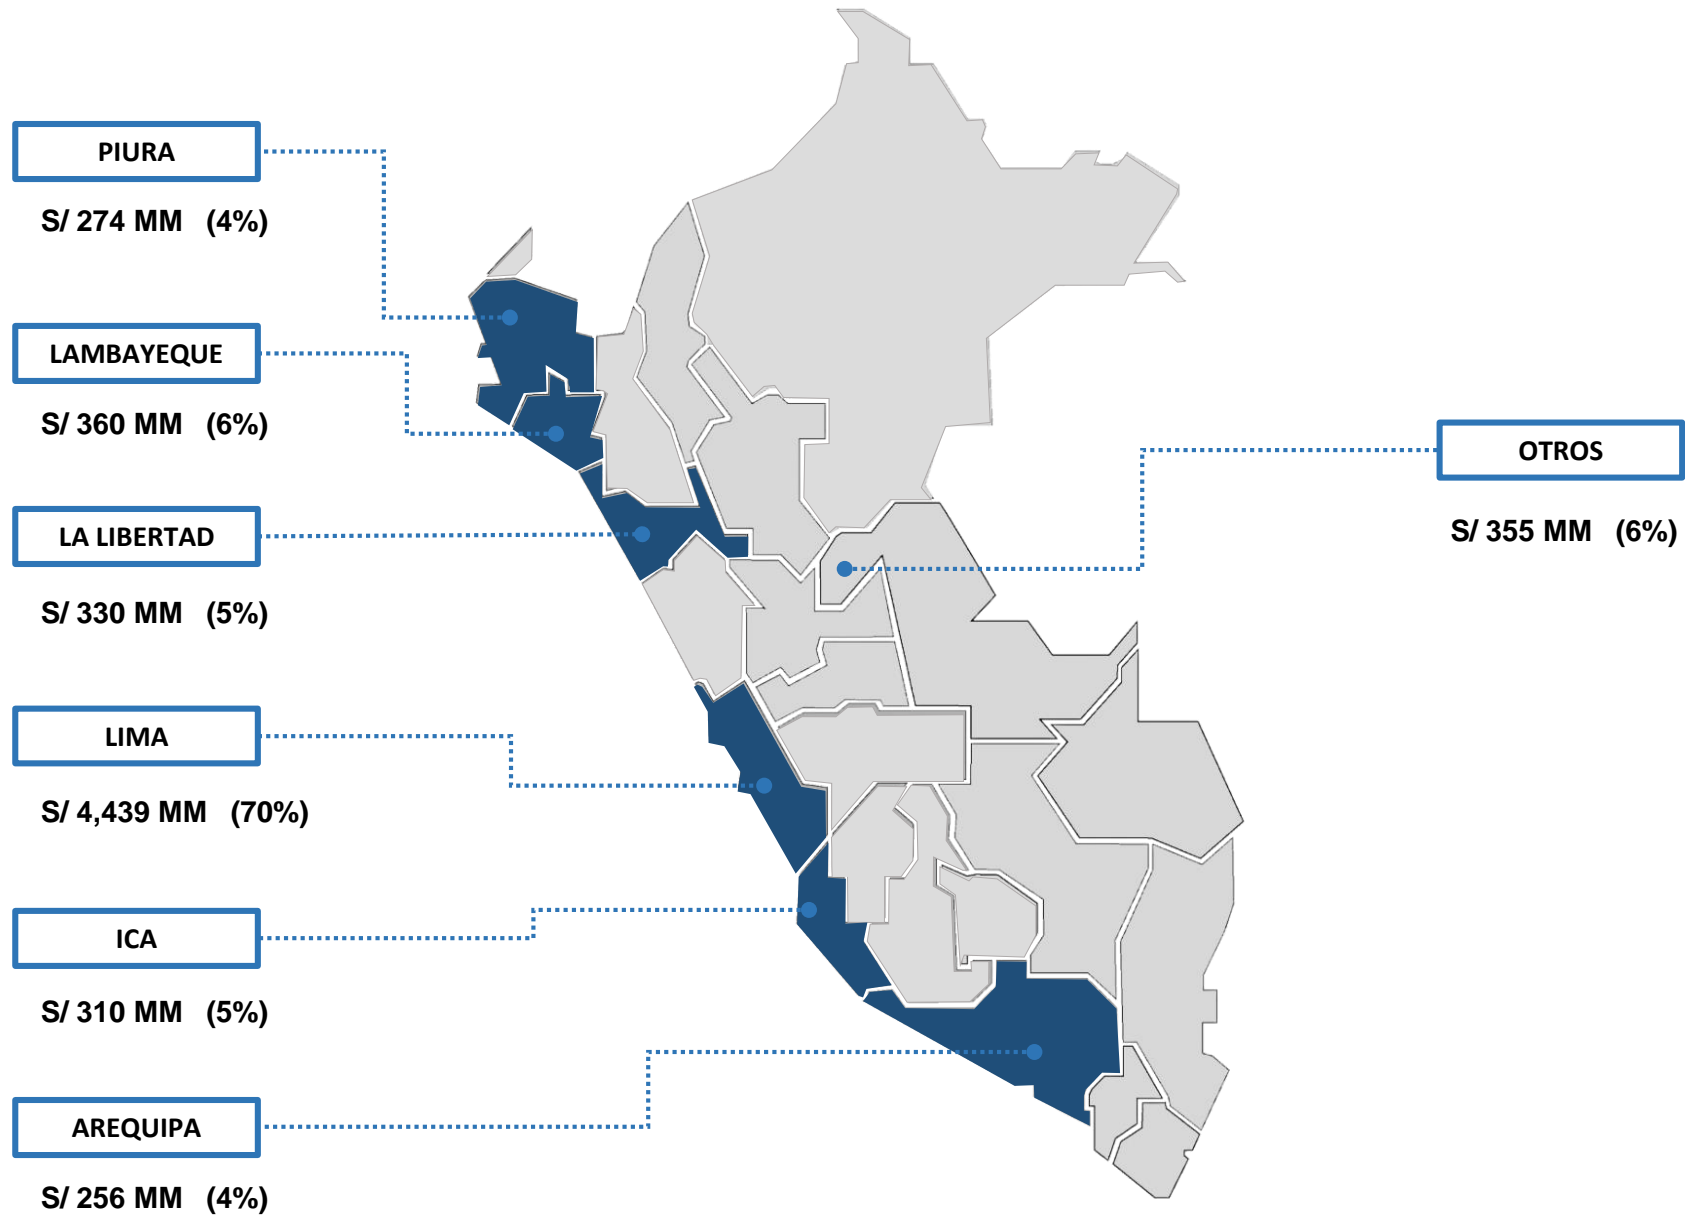 PIURA
S/ 274 MM (4%)
LAMBAYEQUE
S/ 360 MM (6%)
LA LIBERTAD
S/ 330 MM (5%)
LIMA
S/ 4,439 MM (70%)
ICA
S/ 310 MM (5%)
AREQUIPA
S/ 256 MM (4%)
OTROS
S/ 355 MM (6%)